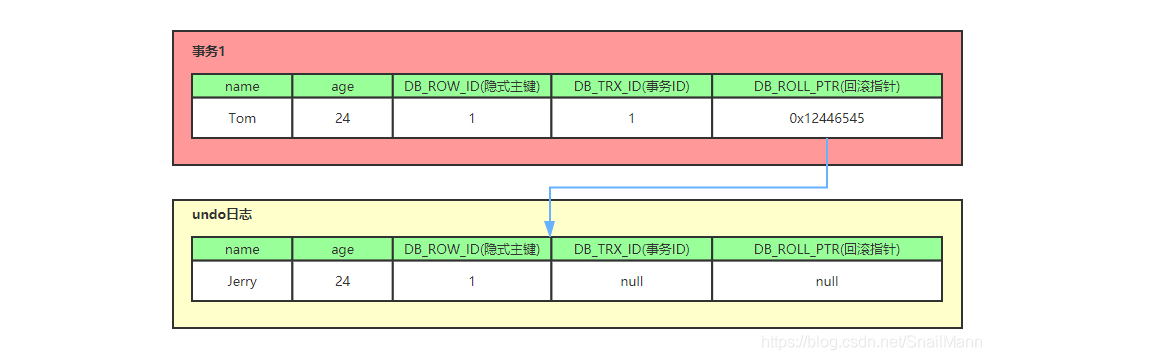 事务1
name age DB_ROW_ID(隐式主键) DB_TRX_ID(事务ID) DB_ROLL_PTR(回滚指针)
Tom 24 1 1 0x12446545
undo日志
name age DB_ROW_ID(隐式主键) DB_TRX_ID(事务ID) DB_ROLL_PTR(回滚指针)
Jerry 24 1 null null
https://blog.csdn.net/SnailMann